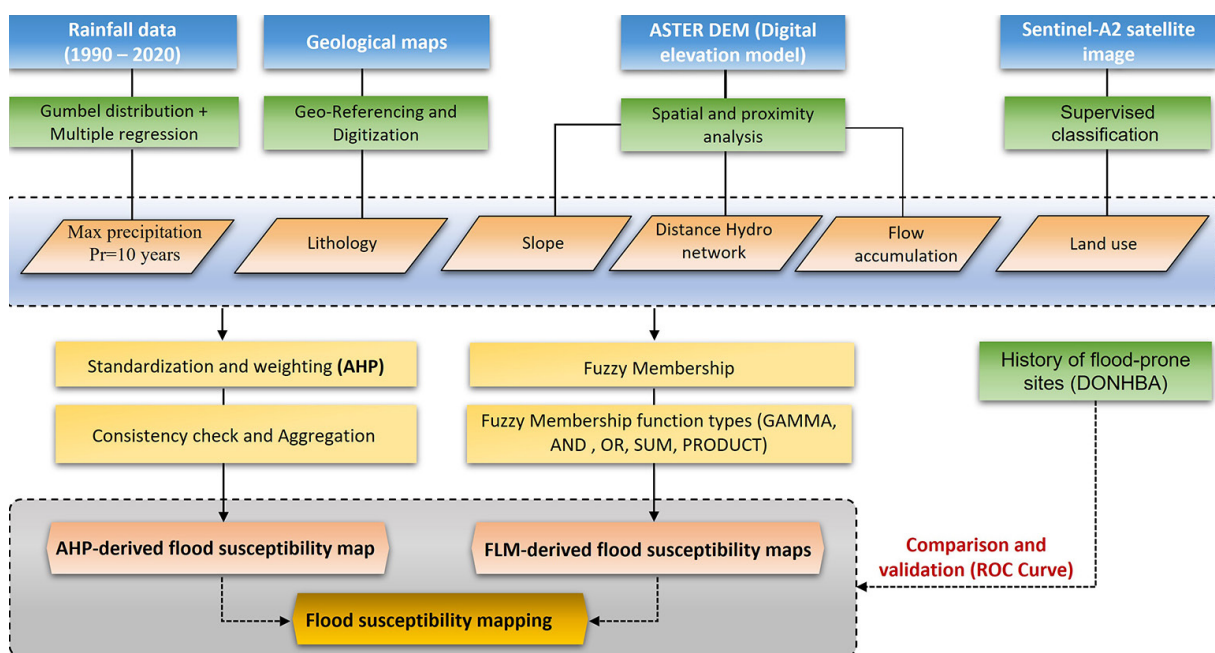 Rainfall data
(1990 – 2020)
Geological maps
ASTER DEM (Digital
elevation model)
Sentinel-A2 satellite
image
Gumbel distribution +
Multiple regression
Geo-Referencing and
Digitization
Spatial and proximity
analysis
Supervised
classification
Max precipitation
Pr=10 years
Lithology
Slope
Distance Hydro
network
Flow
accumulation
Land use
Standardization and weighting (AHP)
Fuzzy Membership
History of flood-prone
sites (DONHBA)
Consistency check and Aggregation
Fuzzy Membership function types (GAMMA,
AND , OR, SUM, PRODUCT)
AHP-derived flood susceptibility map
FLM-derived flood susceptibility maps
Comparison and
validation (ROC Curve)
Flood susceptibility mapping